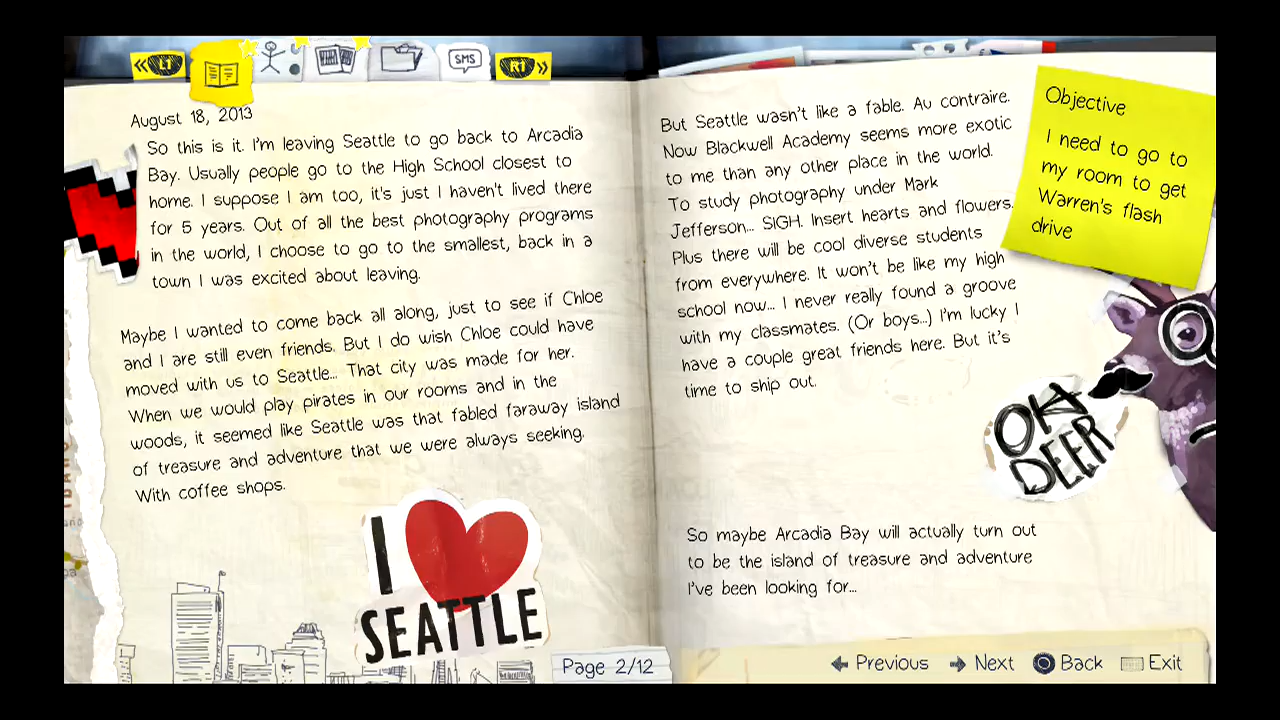 L1
SMS
R1
August 18, 2013
So this is it. I'm leaving Seattle to go back to Arcadia
Bay. Usually people go to the High School closest to
home. I suppose I am too, it's just I haven't lived there
for 5 years. Out of all the best photography programs
in the world, I choose to go to the smallest, back in a
town I was excited about leaving.
Maybe I wanted to come back all along, just to see if Chloe
and I are still even friends. But I do wish Chloe could have
moved with us to Seattle... That city was made for her.
When we would play pirates in our rooms and in the
woods, it seemed like Seattle was that fabled faraway island
of treasure and adventure that we were always seeking.
With coffee shops.
I
SEATTLE
But Seattle wasn't like a fable. Au contraire.
Now Blackwell Academy seems more exotic
to me than any other place in the world.
To study photography under Mark
Jefferson... SIGH. Insert hearts and flowers.
Plus there will be cool diverse students
from everywhere. It won't be like my high
school now... I never really found a groove
with my classmates. (Or boys...) I'm lucky I
have a couple great friends here. But it's
time to ship out.
So maybe Arcadia Bay will actually turn out
to be the island of treasure and adventure
I've been looking for...
Objective
I need to go to
my room to get
Warren's flash
drive
OH
DEER
Page 2/12
Previous
Next
Back
Exit